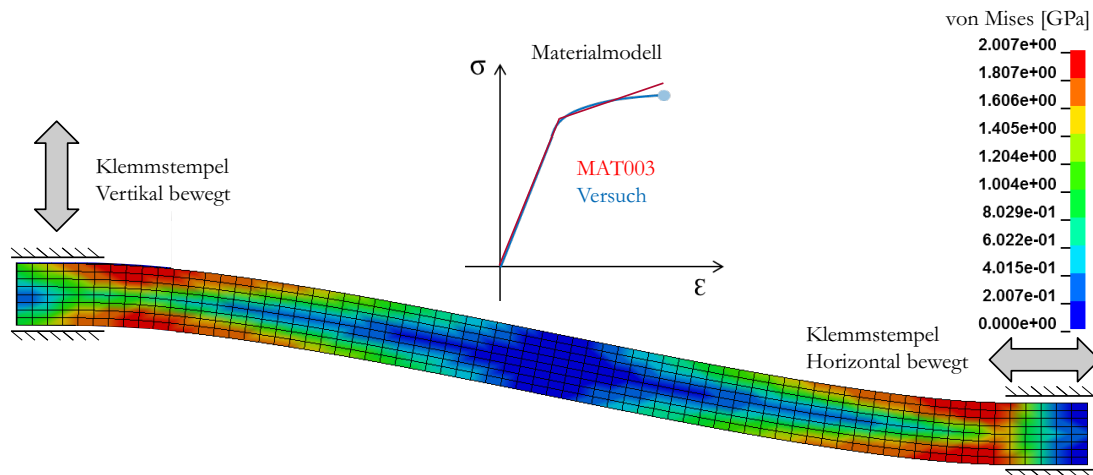 von Mises [GPa]
2.007e+00
1.807e+00
1.606e+00
1.405e+00
1.204e+00
1.004e+00
8.029e-01
6.022e-01
4.015e-01
2.007e-01
0.000e+00
Materialmodell
σ
MAT003
Versuch
ε
Klemmstempel
Vertikal bewegt
Klemmstempel
Horizontal bewegt